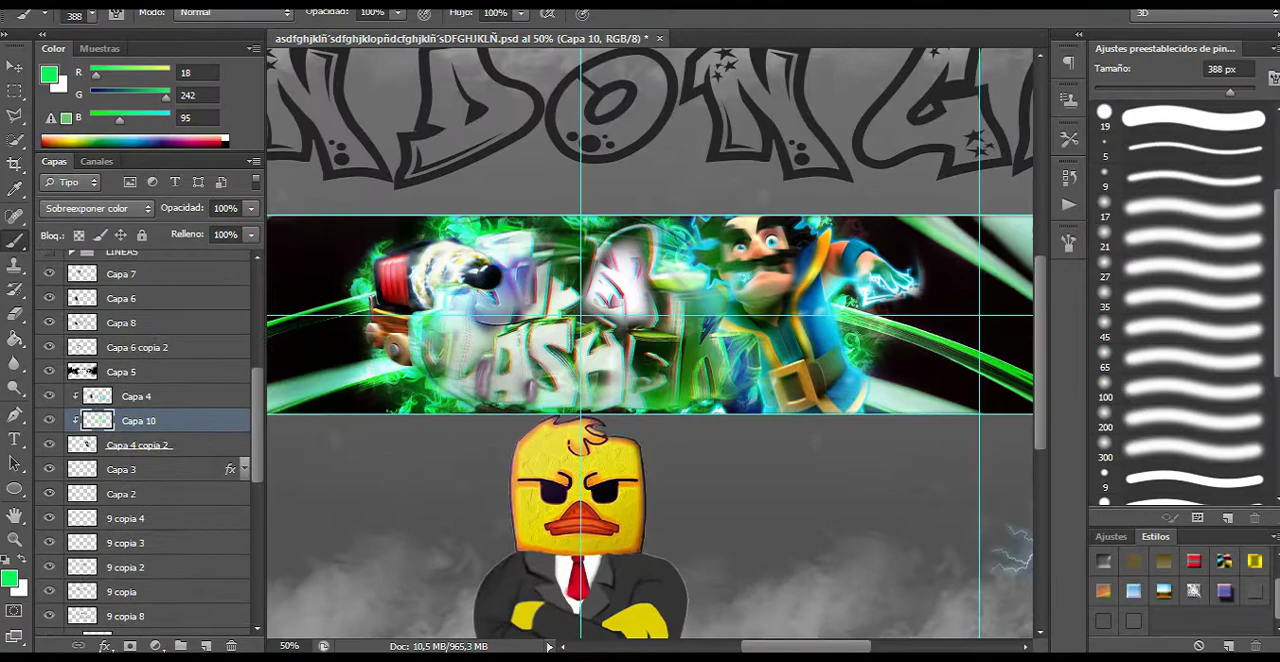 388 Modo: Normal Opacidad: 100% Flujo: 100% 3D
asdfghjklñ´sdfghjklopñdcfghjklñ´sDFGHJKLÑ.psd al 50% (Capa 10, RGB/8) * ×
Color Muestras
R 18
G 242
B 95
Capas Canales
Tipo
Sobreexponer color Opacidad: 100%
Bloq.: Relleno: 100%
LINEAS
Capa 7
Capa 6
Capa 8
Capa 6 copia 2
Capa 5
Capa 4
Capa 10
Capa 4 copia 2
Capa 3 fx
Capa 2
9 copia 4
9 copia 3
9 copia 2
9 copia
9 copia 8
fx
NDONG
50% Doc: 10,5 MB/965,3 MB
Ajustes preestablecidos de pin...
Tamaño: 388 px
19
5
9
17
21
27
35
45
65
100
200
300
9
Ajustes Estilos